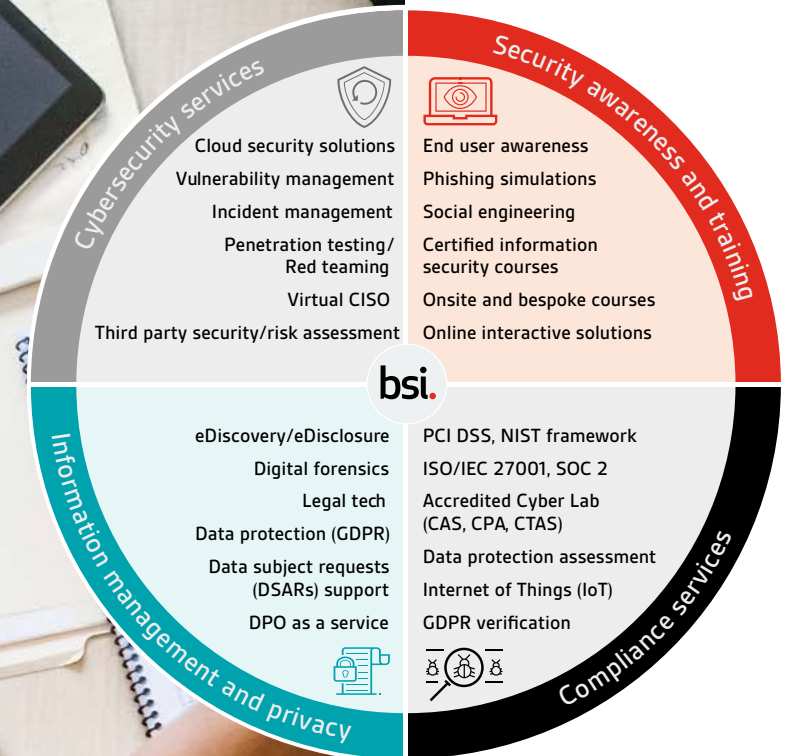 Cybersecurity services
Cloud security solutions
Vulnerability management
Incident management
Penetration testing/
Red teaming
Virtual CISO
Third party security/risk assessment
Security awareness and training
End user awareness
Phishing simulations
Social engineering
Certified information
security courses
Onsite and bespoke courses
Online interactive solutions
bsi.
Information management and privacy
eDiscovery/eDisclosure
Digital forensics
Legal tech
Data protection (GDPR)
Data subject requests
(DSARs) support
DPO as a service
Compliance services
PCI DSS, NIST framework
ISO/IEC 27001, SOC 2
Accredited Cyber Lab
(CAS, CPA, CTAS)
Data protection assessment
Internet of Things (IoT)
GDPR verification